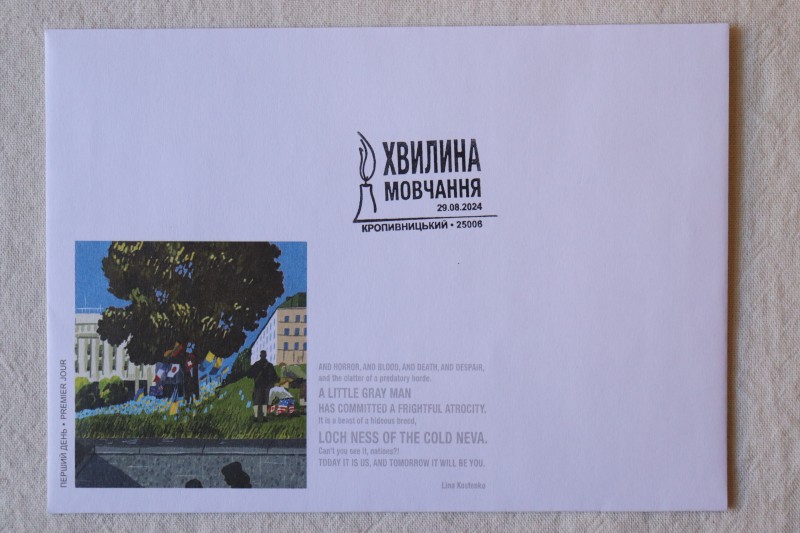 ХВИЛИНА
МОВЧАННЯ
29.08.2024
КРОПИВНИЦЬКИЙ • 25006
ПЕРШИЙ ДЕНЬ • PREMIER JOUR
AND HORROR, AND BLOOD, AND DEATH, AND DESPAIR,
and the clatter of a predatory horde.
A LITTLE GRAY MAN
HAS COMMITTED A FRIGHTFUL ATROCITY.
It is a beast of a hideous breed,
LOCH NESS OF THE COLD NEVA.
Can't you see it, nations?!
TODAY IT IS US, AND TOMORROW IT WILL BE YOU.
Lina Kostenko